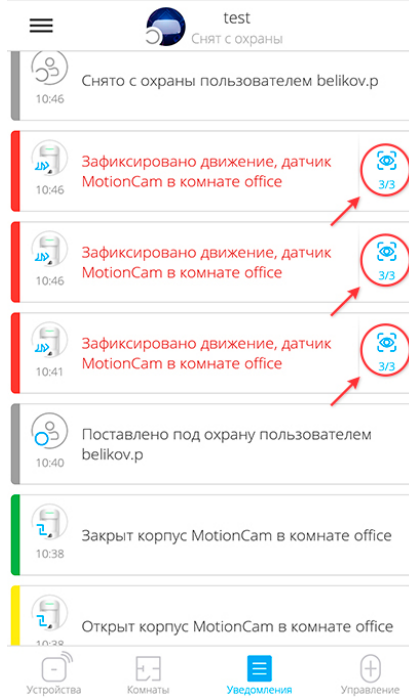 test
Снят с охраны
Снято с охраны пользователем belikov.p
10:46
Зафиксировано движение, датчик
MotionCam в комнате office
10:46
3/3
Зафиксировано движение, датчик
MotionCam в комнате office
10:46
3/3
Зафиксировано движение, датчик
MotionCam в комнате office
10:41
3/3
Поставлено под охрану пользователем
belikov.p
10:40
Закрыт корпус MotionCam в комнате office
10:38
Открыт корпус MotionCam в комнате office
10:38
Устройства
Комнаты
Уведомления
Управление